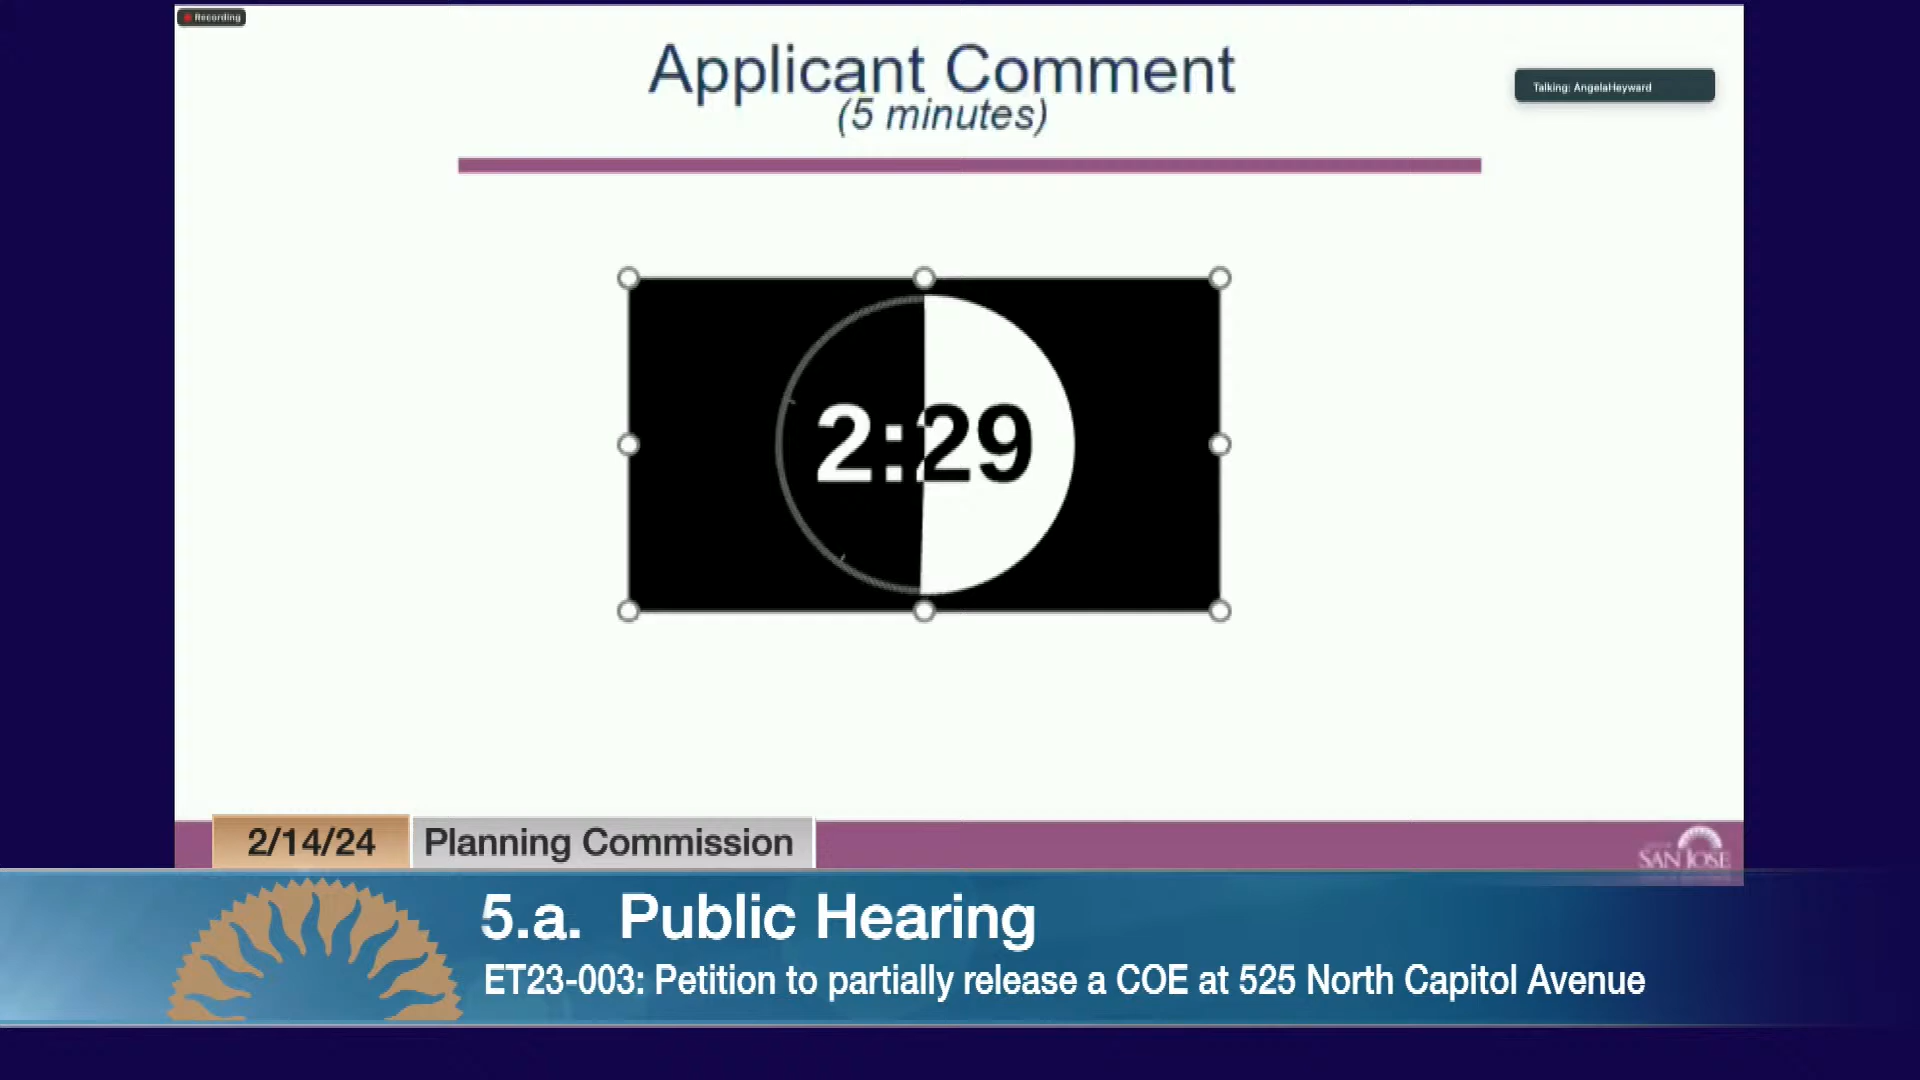 Recording
Applicant Comment
(5 minutes)
Talking: AngelaHeyward
2:29
2/14/24
Planning Commission
SAN JOSE
5.a. Public Hearing
ET23-003: Petition to partially release a COE at 525 North Capitol Avenue